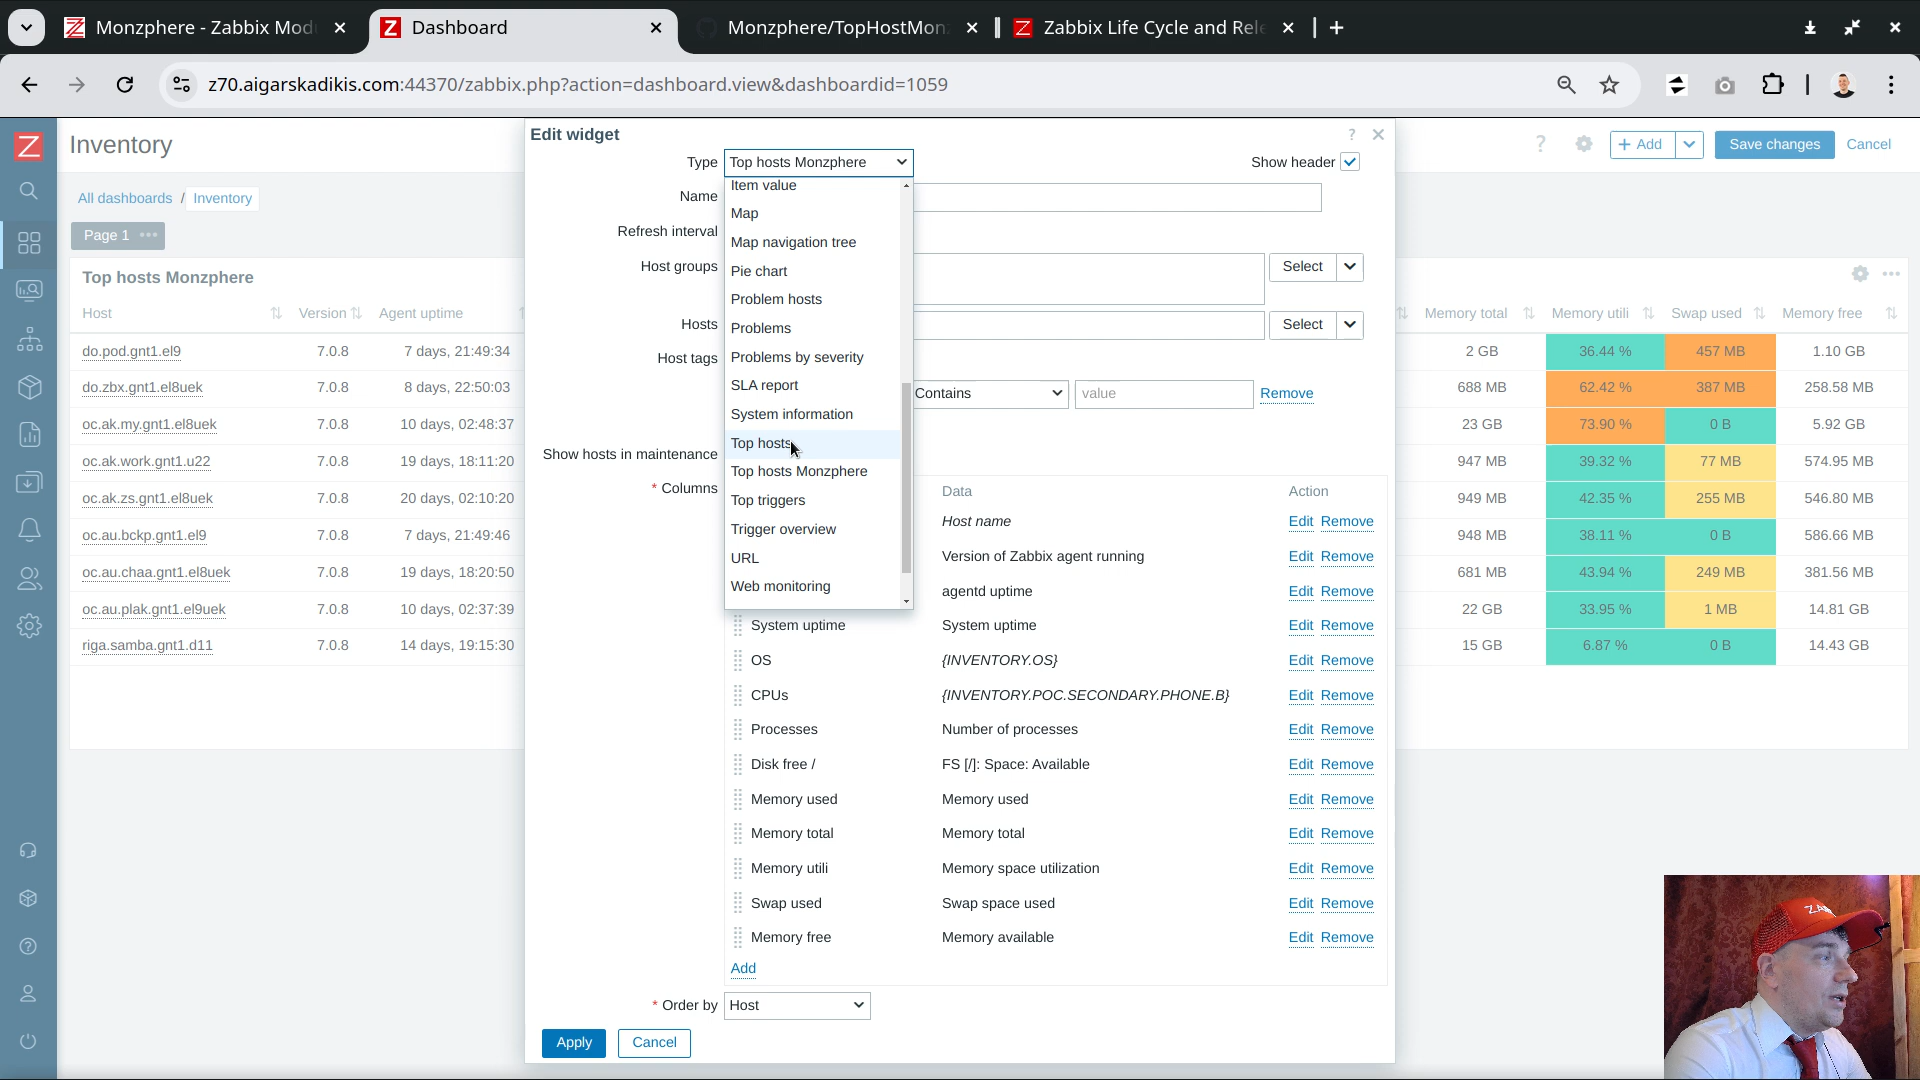 Monzphere - Zabbix Mod
Dashboard
Monzphere/TopHostMon
Zabbix Life Cycle and Rel
z70.aigarskadikis.com:44370/zabbix.php?action=dashboard.view&dashboardid=1059
Z
Inventory
+ Add
Save changes
Cancel
All dashboards / Inventory
Page 1
Top hosts Monzphere
Host
Version
Agent uptime
Memory total
Memory utili
Swap used
Memory free
do.pod.gnt1.el9 7.0.8 7 days, 21:49:34 2 GB 36.44 % 457 MB 1.10 GB
do.zbx.gnt1.el8uek 7.0.8 8 days, 22:50:03 688 MB 62.42 % 387 MB 258.58 MB
oc.ak.my.gnt1.el8uek 7.0.8 10 days, 02:48:37 23 GB 73.90 % 0 B 5.92 GB
oc.ak.work.gnt1.u22 7.0.8 19 days, 18:11:20 947 MB 39.32 % 77 MB 574.95 MB
oc.ak.zs.gnt1.el8uek 7.0.8 20 days, 02:10:20 949 MB 42.35 % 255 MB 546.80 MB
oc.au.bckp.gnt1.el9 7.0.8 7 days, 21:49:46 948 MB 38.11 % 0 B 586.66 MB
oc.au.chaa.gnt1.el8uek 7.0.8 19 days, 18:20:50 681 MB 43.94 % 249 MB 381.56 MB
oc.au.plak.gnt1.el9uek 7.0.8 10 days, 02:37:39 22 GB 33.95 % 1 MB 14.81 GB
riga.samba.gnt1.d11 7.0.8 14 days, 19:15:30 15 GB 6.87 % 0 B 14.43 GB
Edit widget
Type Top hosts Monzphere
Show header
Name
Refresh interval
Host groups
Select
Hosts
Select
Host tags
Contains
value
Remove
Show hosts in maintenance
* Columns
Item value
Map
Map navigation tree
Pie chart
Problem hosts
Problems
Problems by severity
SLA report
System information
Top hosts
Top hosts Monzphere
Top triggers
Trigger overview
URL
Web monitoring
Data
Action
Host name Edit Remove
Version of Zabbix agent running Edit Remove
agentd uptime Edit Remove
System uptime System uptime Edit Remove
OS {INVENTORY.OS} Edit Remove
CPUs {INVENTORY.POC.SECONDARY.PHONE.B} Edit Remove
Processes Number of processes Edit Remove
Disk free / FS [/]: Space: Available Edit Remove
Memory used Memory used Edit Remove
Memory total Memory total Edit Remove
Memory utili Memory space utilization Edit Remove
Swap used Swap space used Edit Remove
Memory free Memory available Edit Remove
Add
* Order by Host
Apply
Cancel